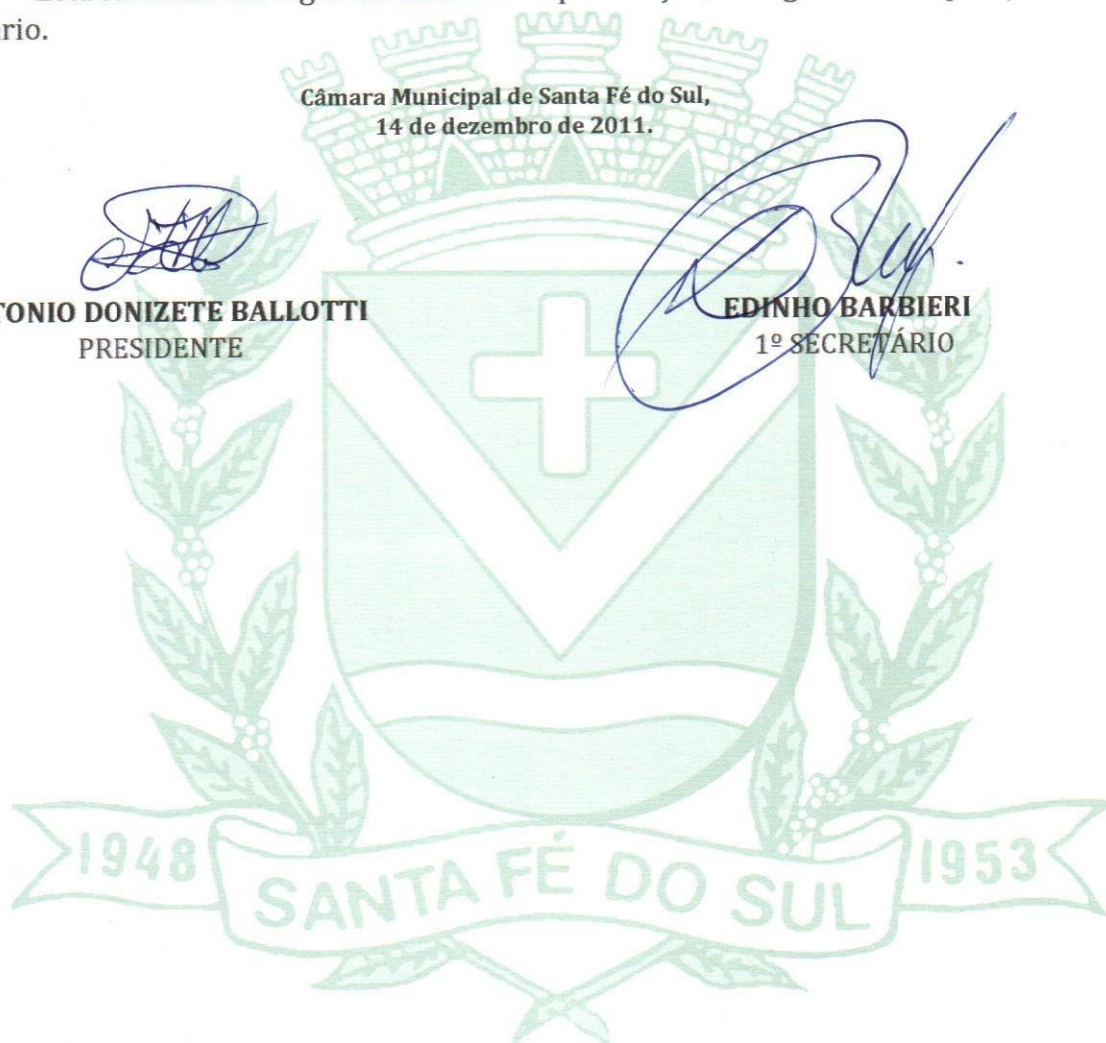 ário.
Câmara Municipal de Santa Fé do Sul,
14 de dezembro de 2011.
TONIO DONIZETE BALLOTTI
PRESIDENTE
EDINHO BARBIERI
1º SECRETÁRIO
1948
SANTA FÉ DO SUL
1953